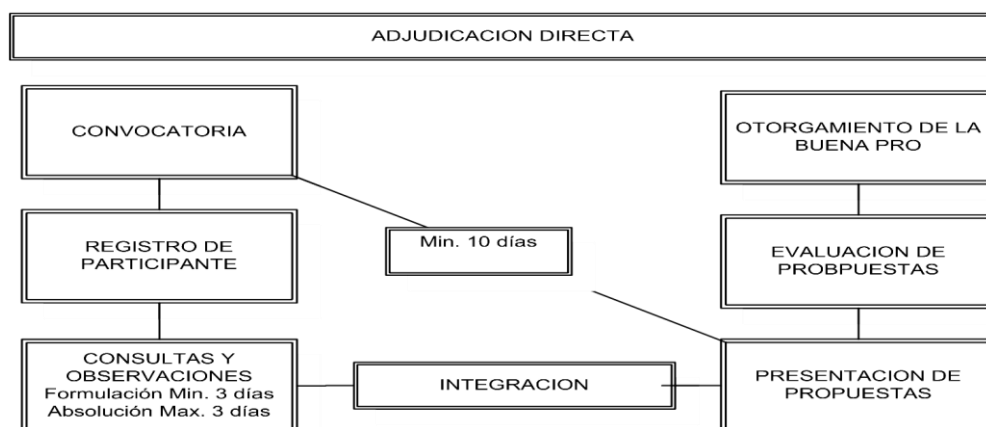 ADJUDICACION DIRECTA
CONVOCATORIA
REGISTRO DE
PARTICIPANTE
CONSULTAS Y
OBSERVACIONES
Formulación Min. 3 días
Absolución Max. 3 días
Min. 10 días
INTEGRACION
OTORGAMIENTO DE LA
BUENA PRO
EVALUACION DE
PROBPUESTAS
PRESENTACION DE
PROPUESTAS